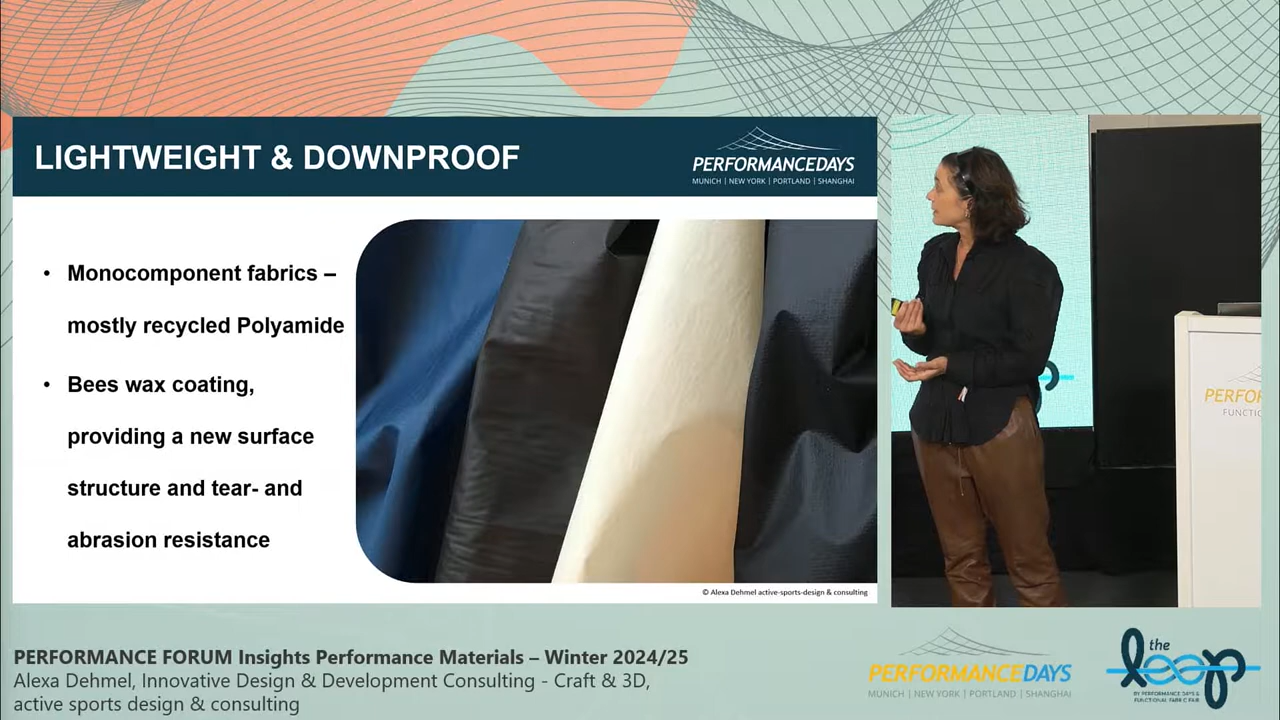 LIGHTWEIGHT & DOWNPROOF
PERFORMANCEDAYS
MUNICH | NEW YORK | PORTLAND | SHANGHAI
• Monocomponent fabrics –
mostly recycled Polyamide
• Bees wax coating,
providing a new surface
structure and tear- and
abrasion resistance
© Alexa Dehmel active-sports-design & consulting
PERFOR
FUNCTIO
PERFORMANCE FORUM Insights Performance Materials – Winter 2024/25
Alexa Dehmel, Innovative Design & Development Consulting - Craft & 3D,
active sports design & consulting
PERFORMANCEDAYS
MUNICH | NEW YORK | PORTLAND | SHANGHAI
the
loop
BY PERFORMANCE DAYS &
FUNCTIONAL FABRIC FAIR